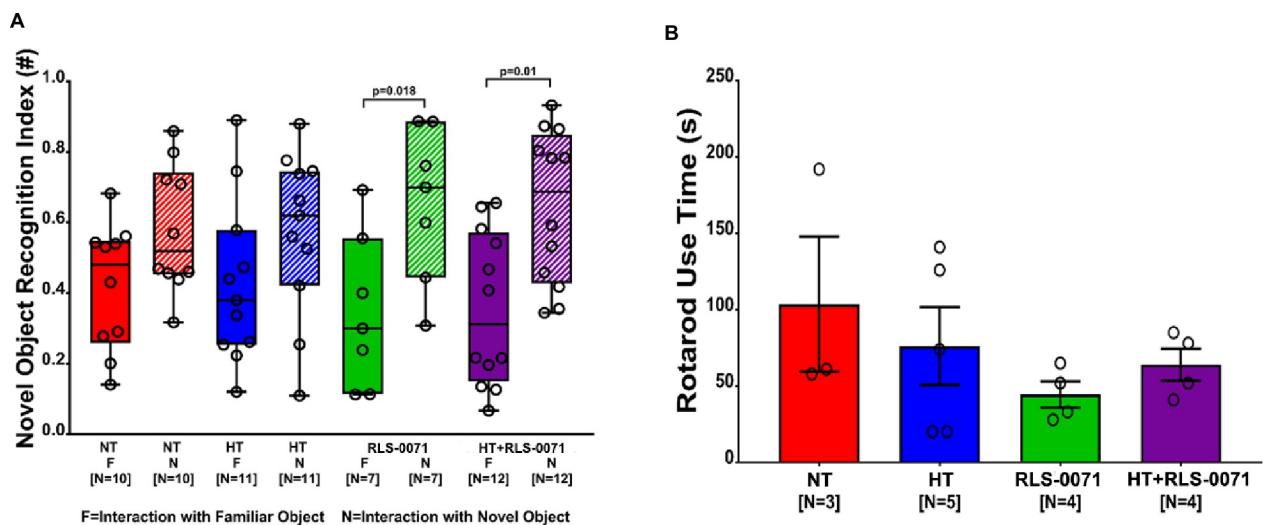 A
Novel Object Recognition Index (#)
1.0
0.8
0.6
0.4
0.2
0.0
p=0.018
p=0.01
NT NT HT HT RLS-0071 HT+RLS-0071
F N F N F N F N
[N=10] [N=10] [N=11] [N=11] [N=7] [N=7] [N=12] [N=12]
F=Interaction with Familiar Object N=Interaction with Novel Object
B
Rotarod Use Time (s)
250
200
150
100
50
0
NT HT RLS-0071 HT+RLS-0071
[N=3] [N=5] [N=4] [N=4]